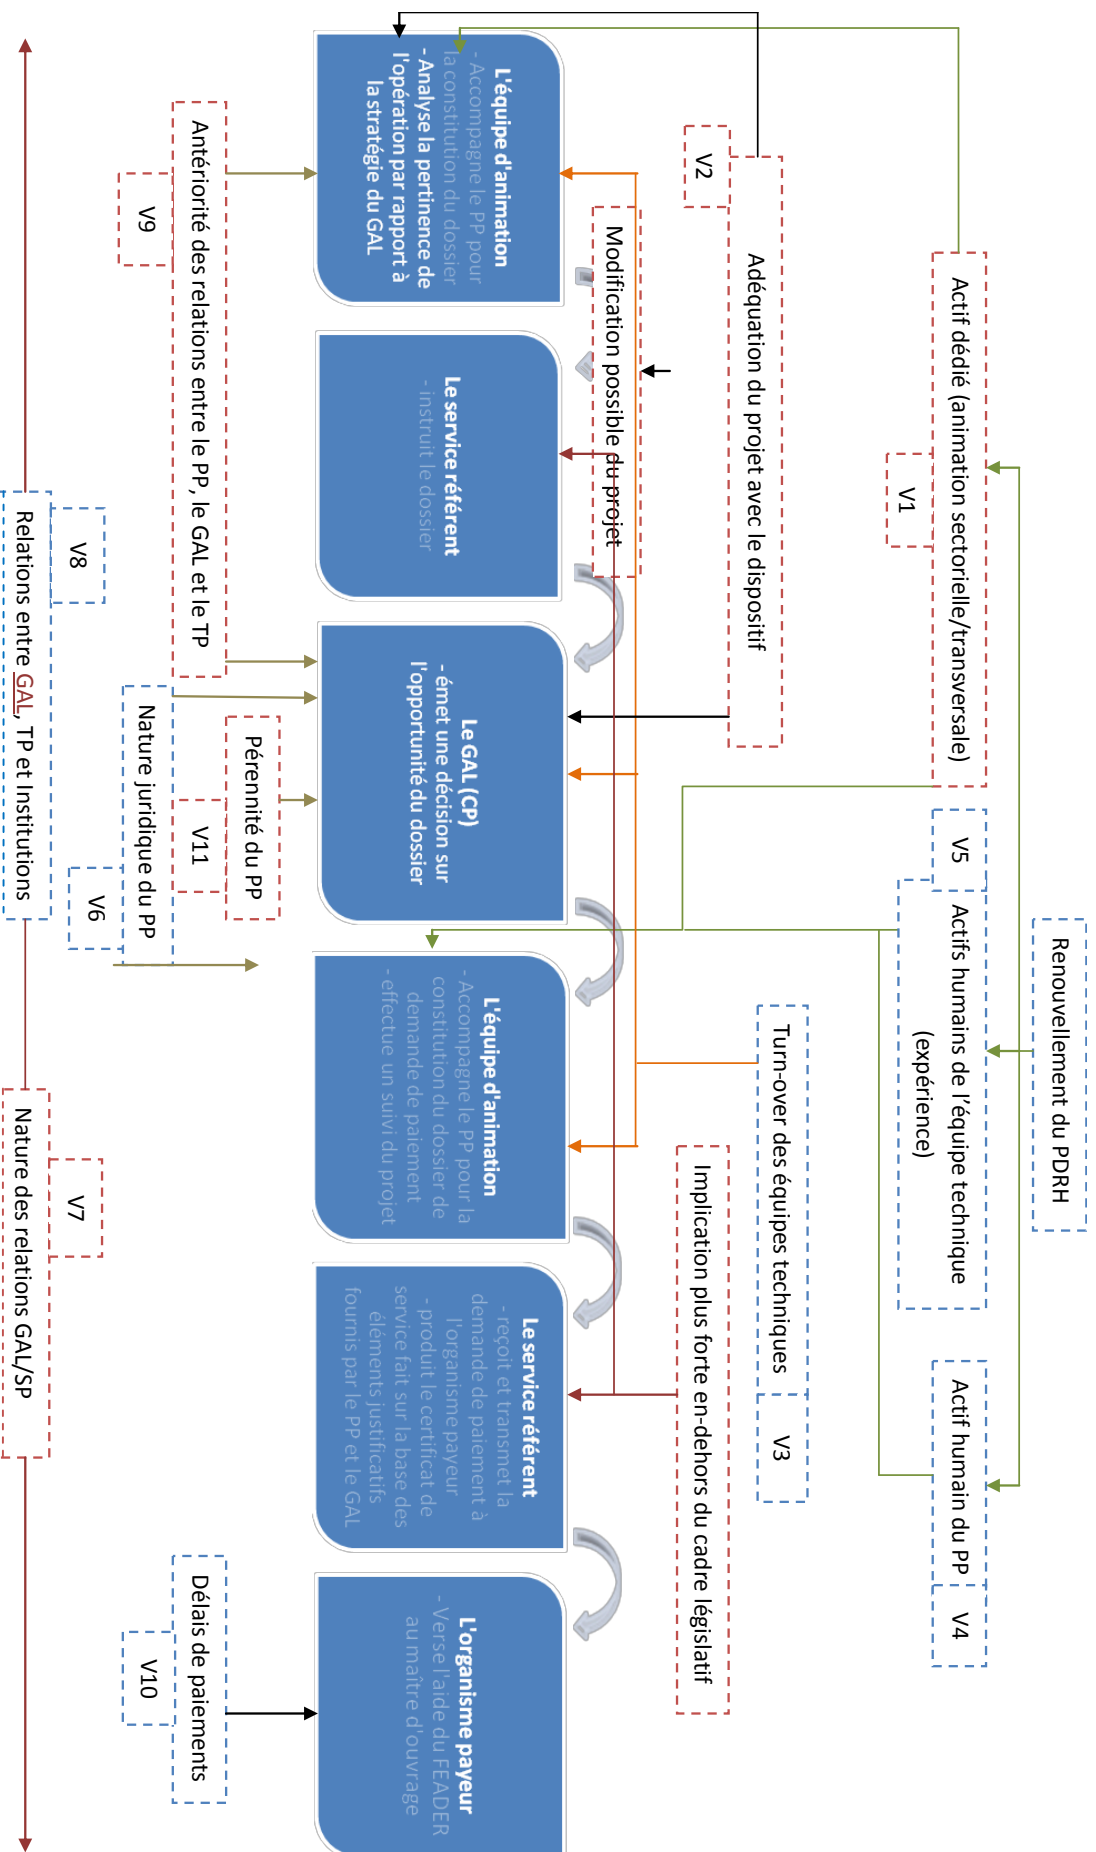 Renouvellement du PDRH
Actif dédié (animation sectorielle/transversale)
V1
V5
Actifs humains de l'équipe technique
(expérience)
Actif humain du PP
V4
Adéquation du projet avec le dispositif
V2
Turn-over des équipes techniques
V3
Implication plus forte en-dehors du cadre législatif
Modification possible du projet
L'équipe d'animation
- Accompagne le PP pour
la constitution du dossier
- Analyse la pertinence de
l'opération par rapport à
la stratégie du GAL
Le service référent
- instruit le dossier
Le GAL (CP)
- émet une décision sur
l'opportunité du dossier
L'équipe d'animation
- Accompagne le PP pour la
constitution du dossier de
demande de paiement
- effectue un suivi du projet
Le service référent
- reçoit et transmet la
demande de paiement à
l'organisme payeur
- produit le certificat de
service fait sur la base des
éléments justificatifs
fournis par le PP et le GAL
L'organisme payeur
- Verse l'aide du FEADER
au maître d'ouvrage
Antériorité des relations entre le PP, le GAL et le TP
V9
Pérennité du PP
V11
Nature juridique du PP
V6
Délais de paiements
V10
V8
Relations entre GAL, TP et Institutions
V7
Nature des relations GAL/SP